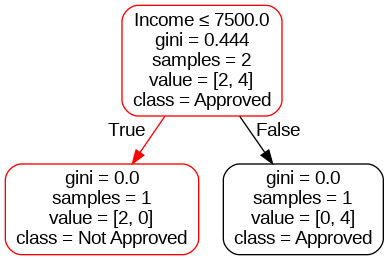 Income ≤ 7500.0
gini = 0.444
samples = 2
value = [2, 4]
class = Approved
True
False
gini = 0.0
samples = 1
value = [2, 0]
class = Not Approved
gini = 0.0
samples = 1
value = [0, 4]
class = Approved